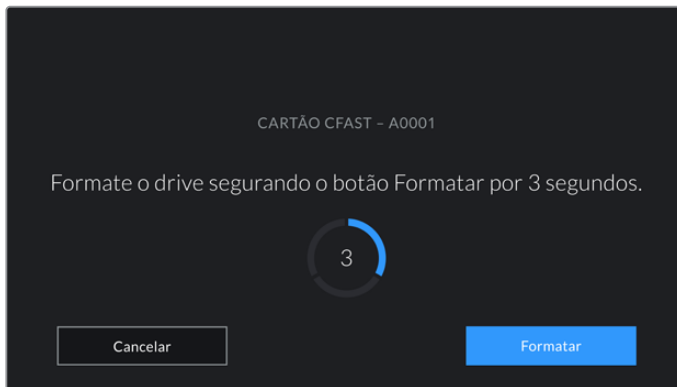 CARTÃO CFAST – A0001
Formate o drive segurando o botão Formatar por 3 segundos.
3
Cancelar
Formatar